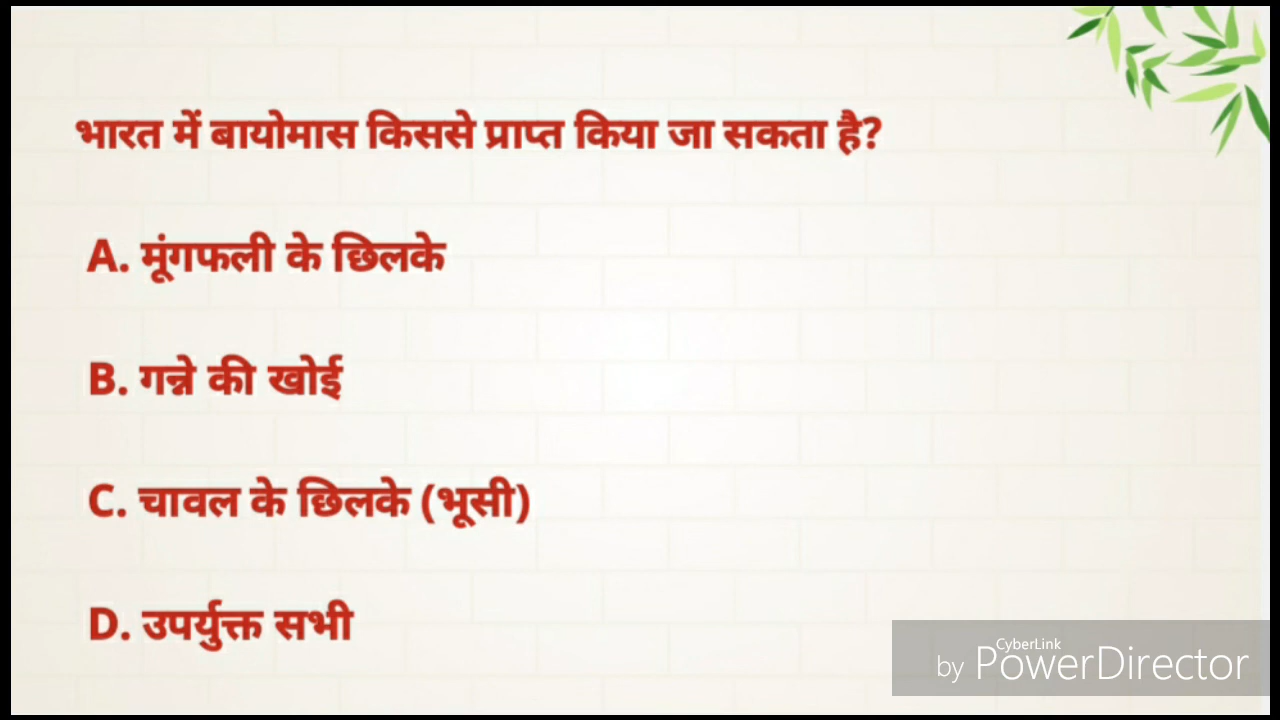 भारत में बायोमास किससे प्राप्त किया जा सकता है?
A. मूंगफली के छिलके
B. गन्ने की खोई
C. चावल के छिलके (भूसी)
D. उपर्युक्त सभी
CyberLink
by PowerDirector